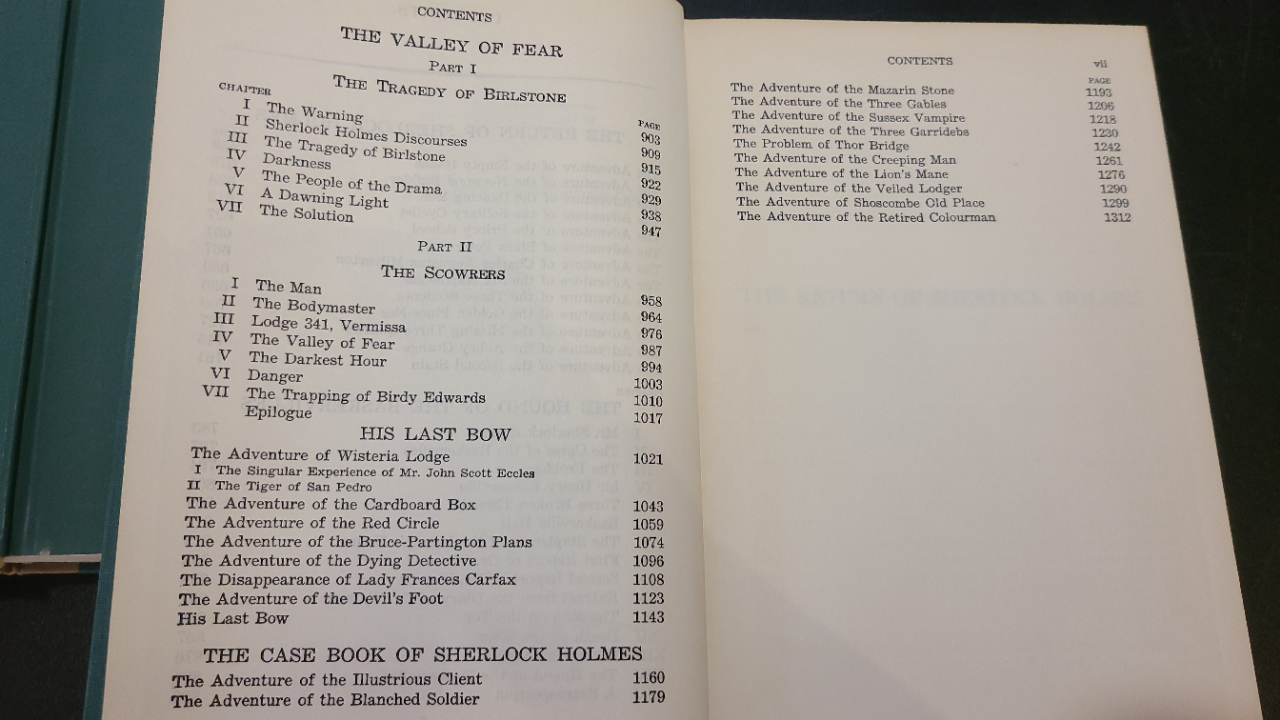 CONTENTS
THE VALLEY OF FEAR
PART I
THE TRAGEDY OF BIRLSTONE
CHAPTER PAGE
I The Warning 903
II Sherlock Holmes Discourses 909
III The Tragedy of Birlstone 915
IV Darkness 922
V The People of the Drama 929
VI A Dawning Light 938
VII The Solution 947
PART II
THE SCOWRERS
I The Man 958
II The Bodymaster 964
III Lodge 341, Vermissa 976
IV The Valley of Fear 987
V The Darkest Hour 994
VI Danger 1003
VII The Trapping of Birdy Edwards 1010
Epilogue 1017
HIS LAST BOW
The Adventure of Wisteria Lodge 1021
I The Singular Experience of Mr. John Scott Eccles
II The Tiger of San Pedro
The Adventure of the Cardboard Box 1043
The Adventure of the Red Circle 1059
The Adventure of the Bruce-Partington Plans 1074
The Adventure of the Dying Detective 1096
The Disappearance of Lady Frances Carfax 1108
The Adventure of the Devil's Foot 1123
His Last Bow 1143
THE CASE BOOK OF SHERLOCK HOLMES
The Adventure of the Illustrious Client 1160
The Adventure of the Blanched Soldier 1179
CONTENTS vii
PAGE
The Adventure of the Mazarin Stone 1193
The Adventure of the Three Gables 1206
The Adventure of the Sussex Vampire 1218
The Adventure of the Three Garridebs 1230
The Problem of Thor Bridge 1242
The Adventure of the Creeping Man 1261
The Adventure of the Lion's Mane 1276
The Adventure of the Veiled Lodger 1290
The Adventure of Shoscombe Old Place 1299
The Adventure of the Retired Colourman 1312